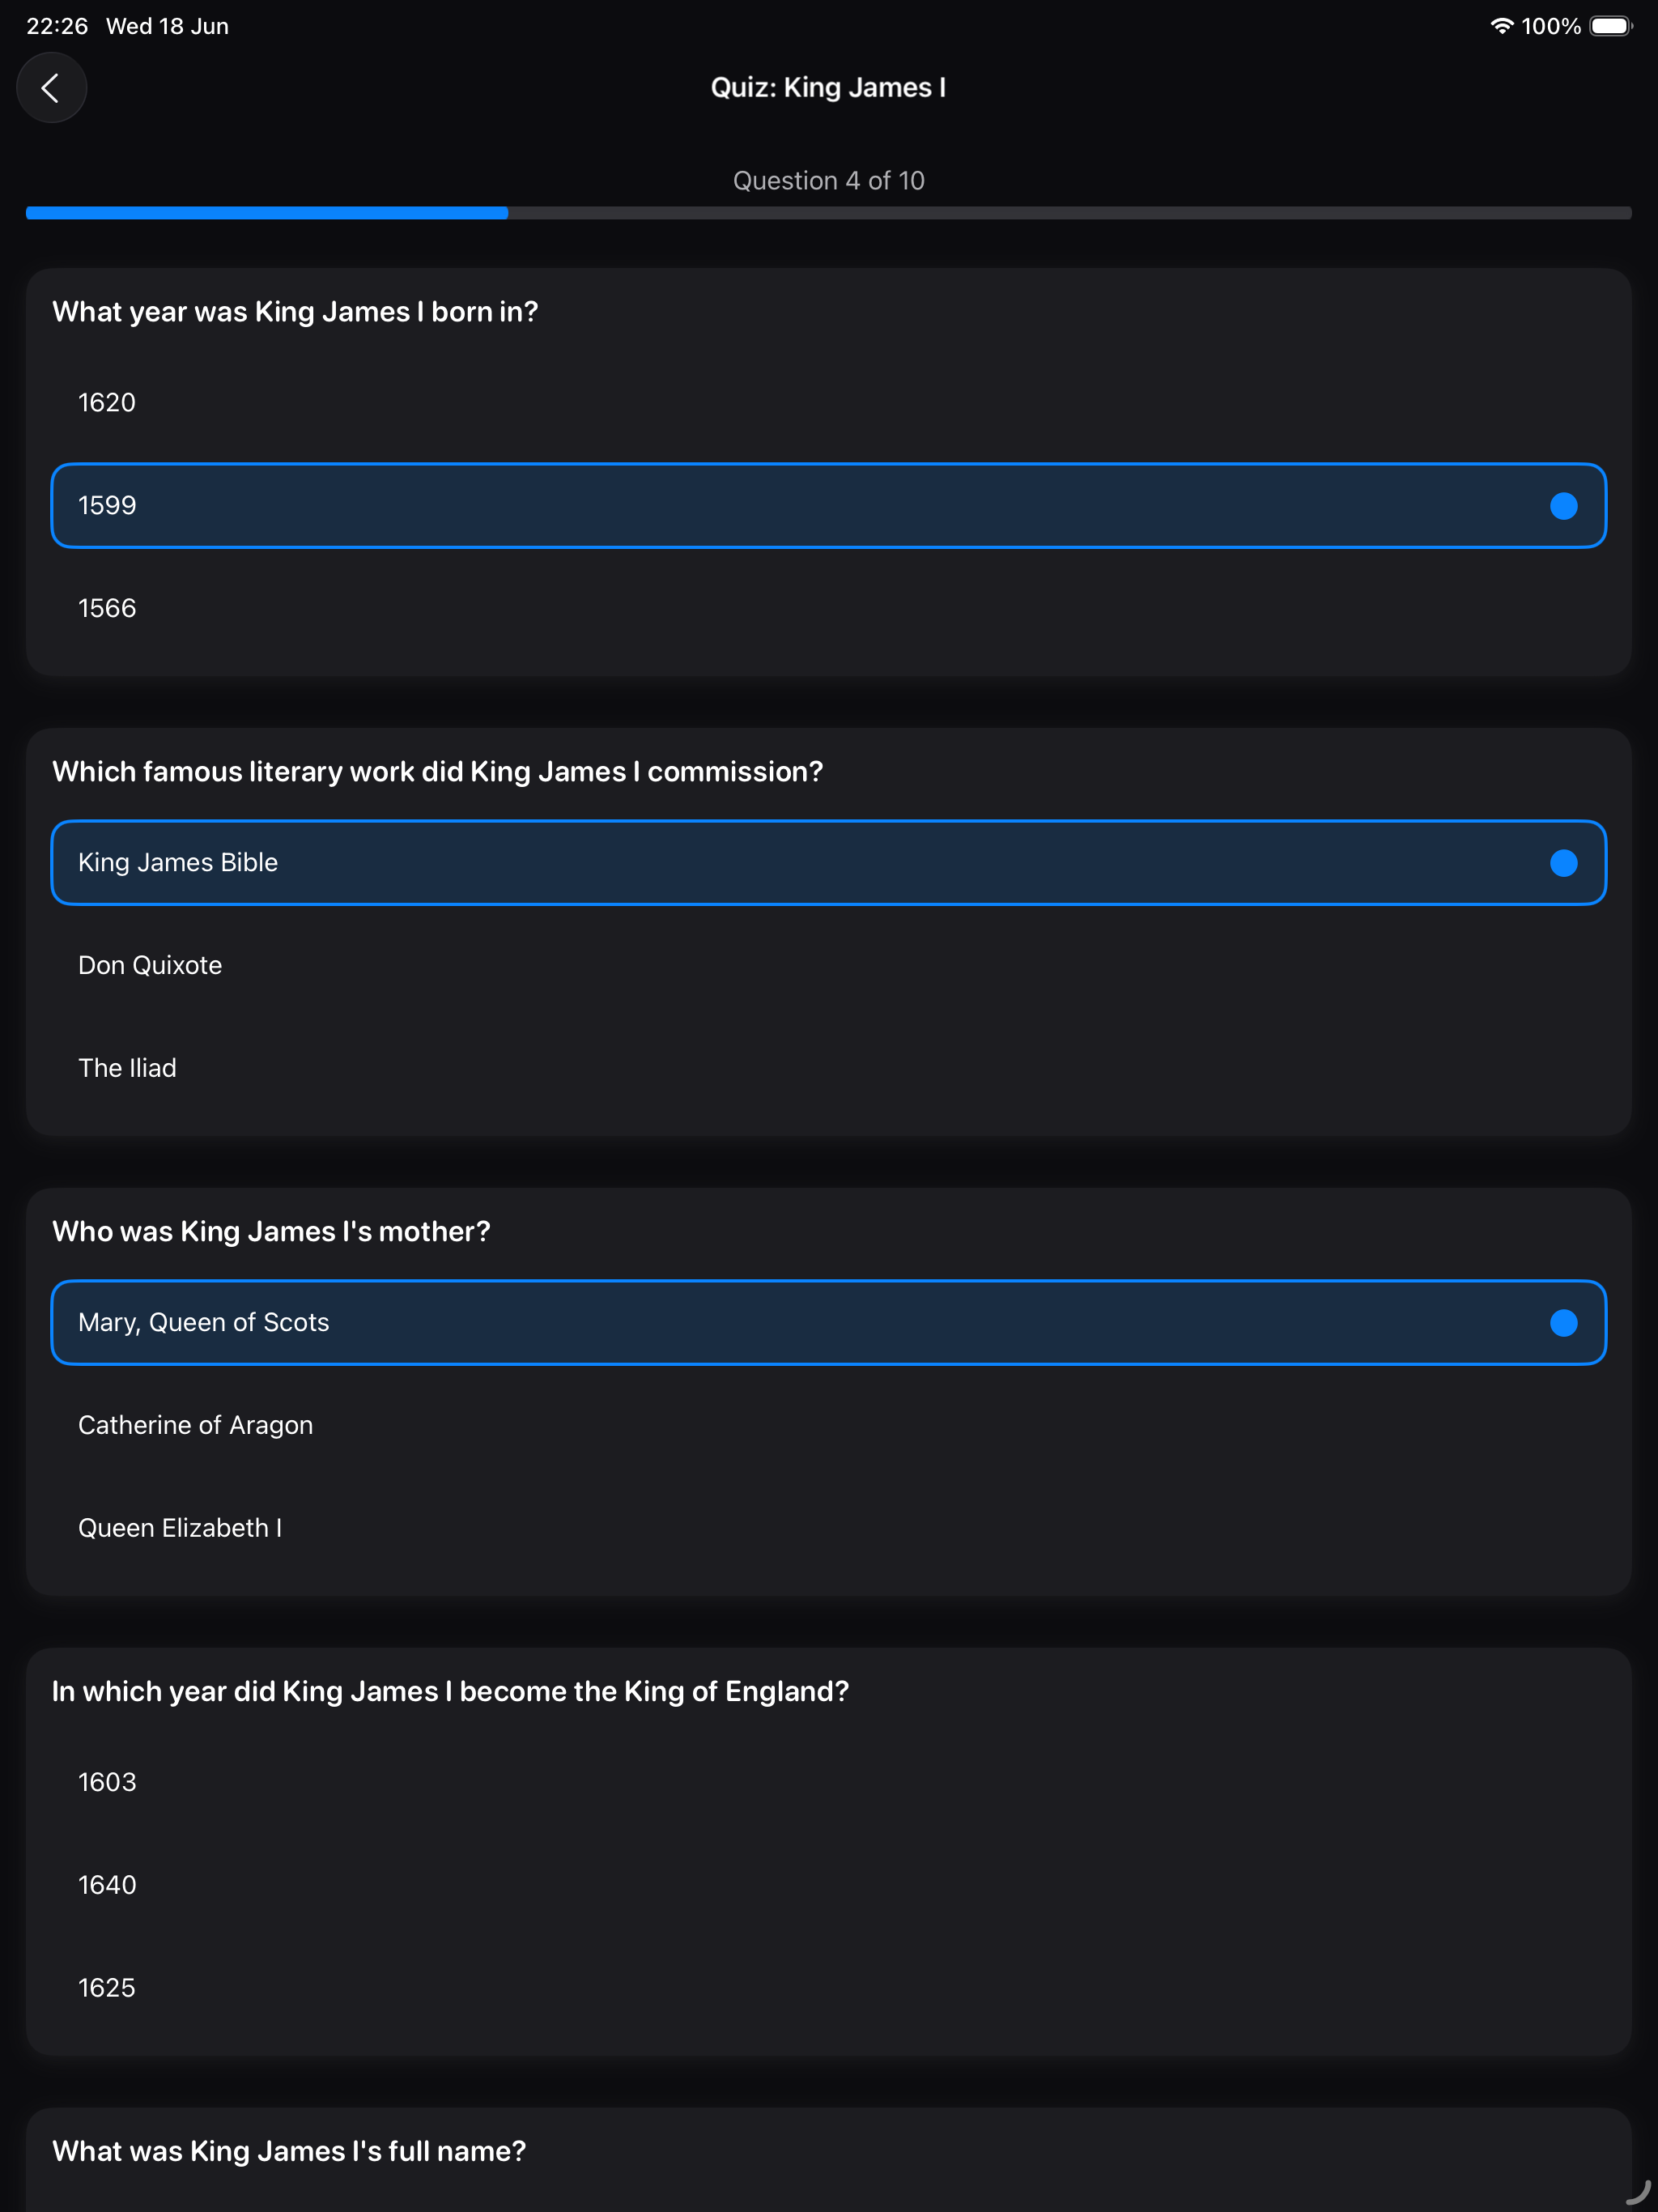 22:26 Wed 18 Jun
100%
Quiz: King James I
Question 4 of 10
What year was King James I born in?
1620
1599
1566
Which famous literary work did King James I commission?
King James Bible
Don Quixote
The Iliad
Who was King James I's mother?
Mary, Queen of Scots
Catherine of Aragon
Queen Elizabeth I
In which year did King James I become the King of England?
1603
1640
1625
What was King James I's full name?